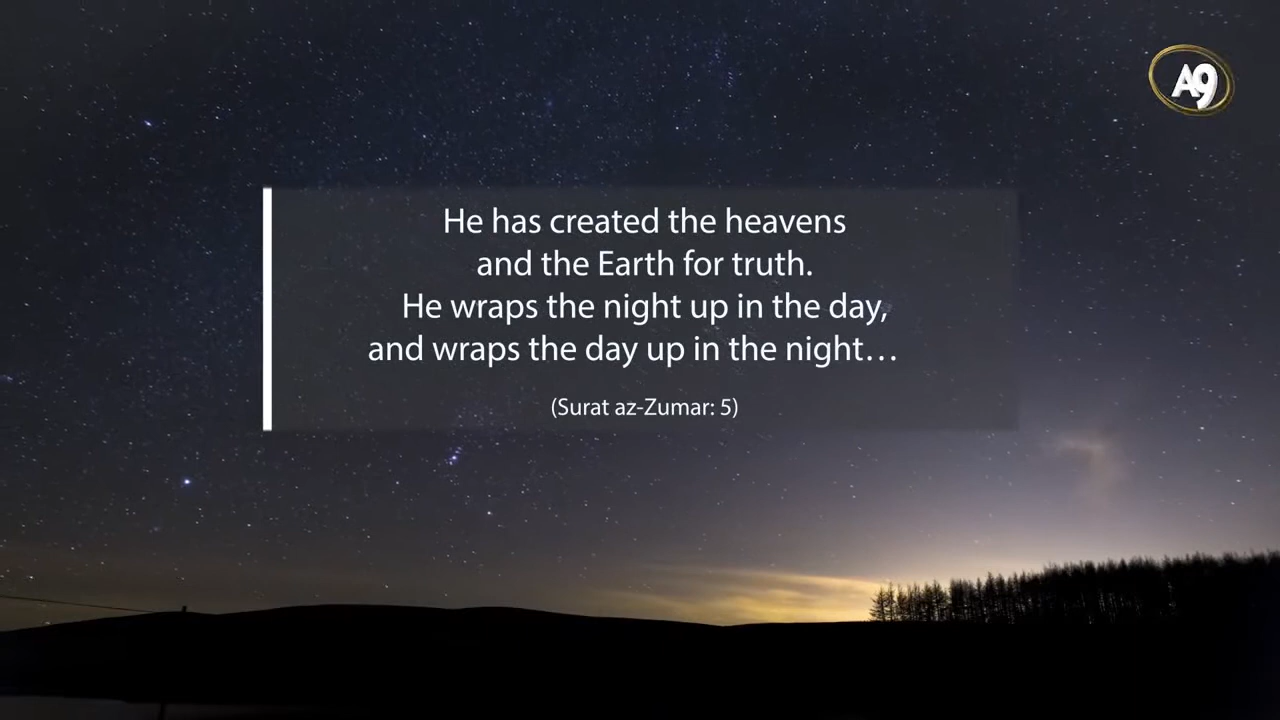 A9
He has created the heavens
and the Earth for truth.
He wraps the night up in the day,
and wraps the day up in the night…
(Surat az-Zumar: 5)